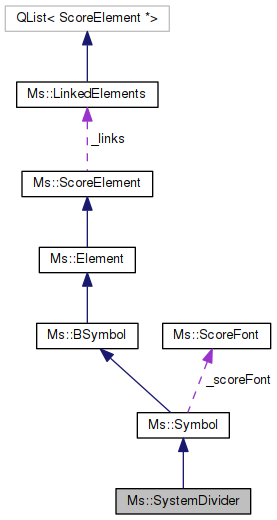 QList< ScoreElement *>
Ms::LinkedElements
_links
Ms::ScoreElement
Ms::Element
Ms::BSymbol
Ms::ScoreFont
_scoreFont
Ms::Symbol
Ms::SystemDivider